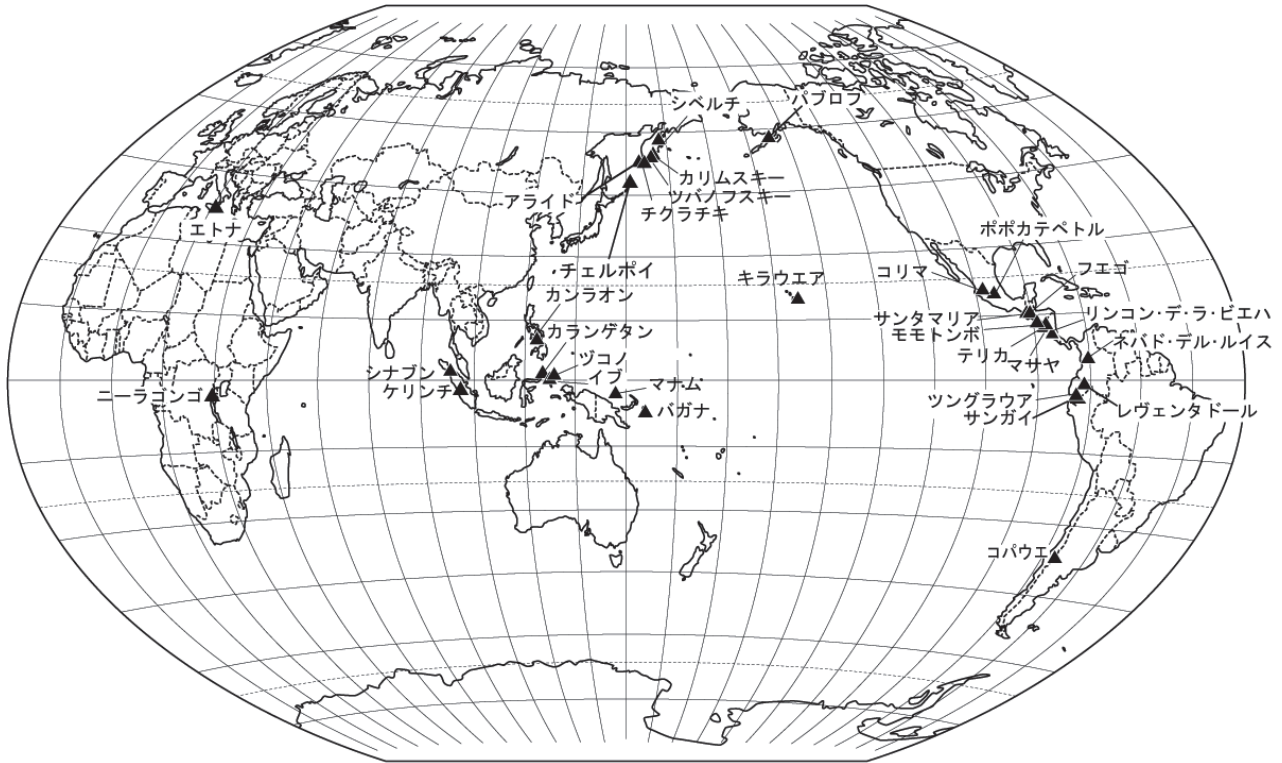 シベルチ
パブロフ
カリムスキー
ツパノフスキー
アライド
チクラチキ
エトナ
ポポカテペトル
チェルポイ
キラウエア
コリマ
フエゴ
カンラオン
サンタマリア
リンコン・デ・ラ・ビエハ
カランゲタン
モモトンボ
ネバド・デル・ルイス
ヅコノ
テリカ
マサヤ
シナブン
イブ
マナム
ケリンチ
ニーラゴンゴ
ツングラウア
バガナ
サンガイ
レヴェンタドール
コパウエ